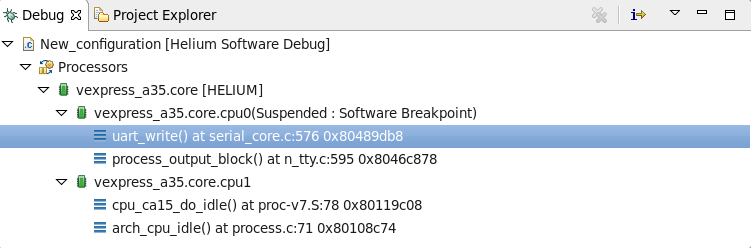 Debug Project Explorer
New_configuration [Helium Software Debug]
Processors
vexpress_a35.core [HELIUM]
vexpress_a35.core.cpu0(Suspended : Software Breakpoint)
uart_write() at serial_core.c:576 0x80489db8
process_output_block() at n_tty.c:595 0x8046c878
vexpress_a35.core.cpu1
cpu_ca15_do_idle() at proc-v7.S:78 0x80119c08
arch_cpu_idle() at process.c:71 0x80108c74